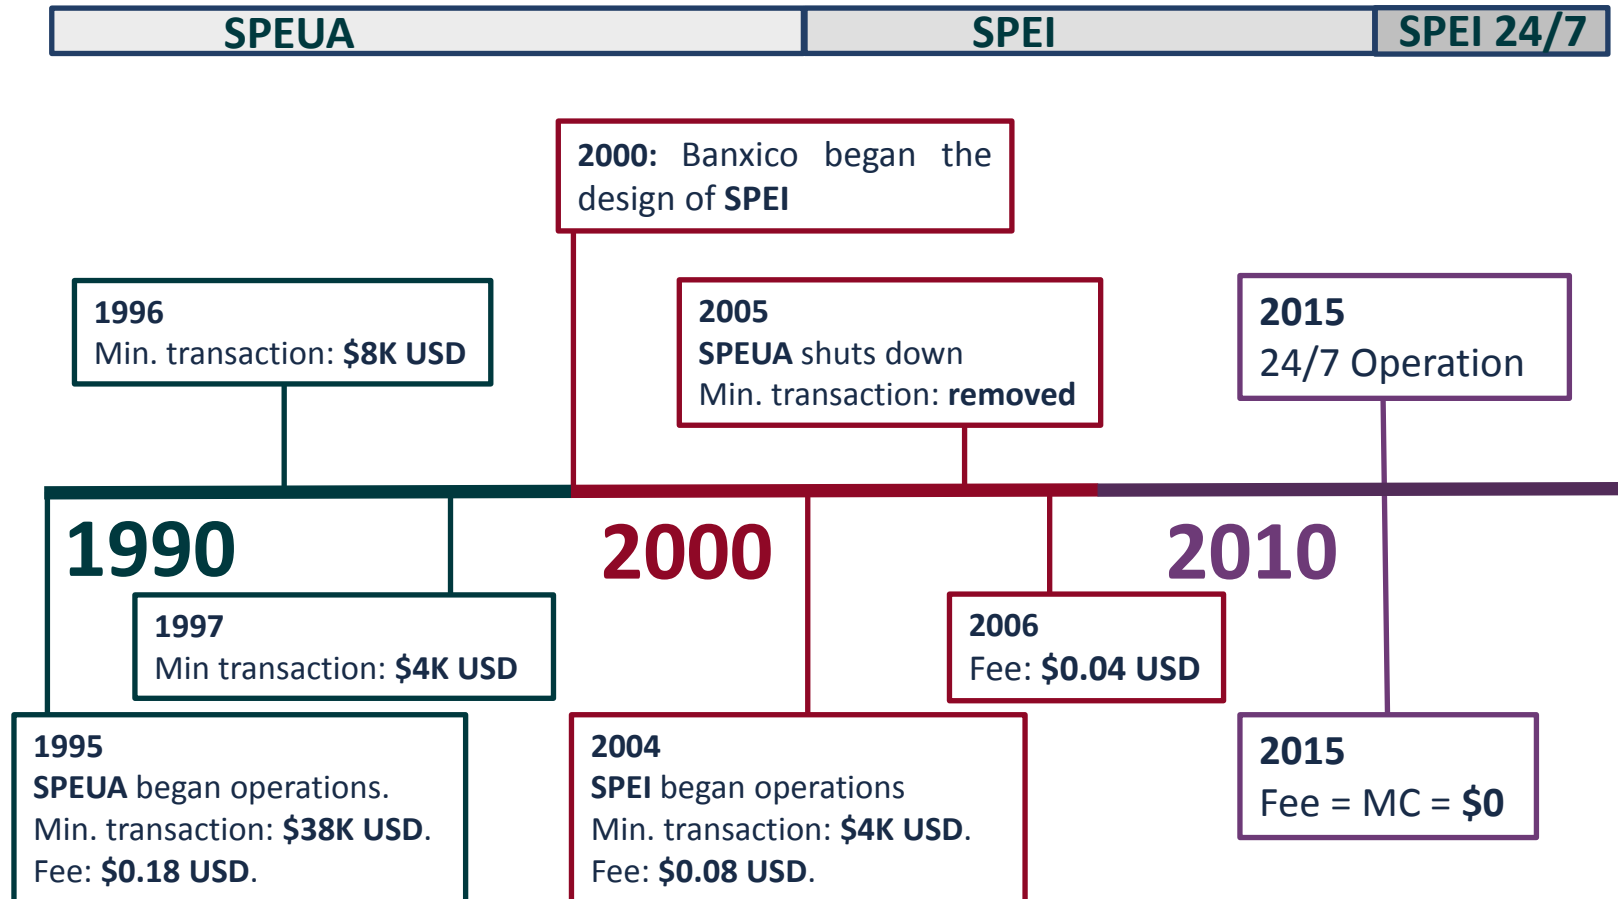 SPEUA
SPEI
SPEI 24/7
2000: Banxico began the
design of SPEI
1996
Min. transaction: $8K USD
2005
SPEUA shuts down
Min. transaction: removed
2015
24/7 Operation
1990
2000
2010
1997
Min transaction: $4K USD
2006
Fee: $0.04 USD
1995
SPEUA began operations.
Min. transaction: $38K USD.
Fee: $0.18 USD.
2004
SPEI began operations
Min. transaction: $4K USD.
Fee: $0.08 USD.
2015
Fee = MC = $0